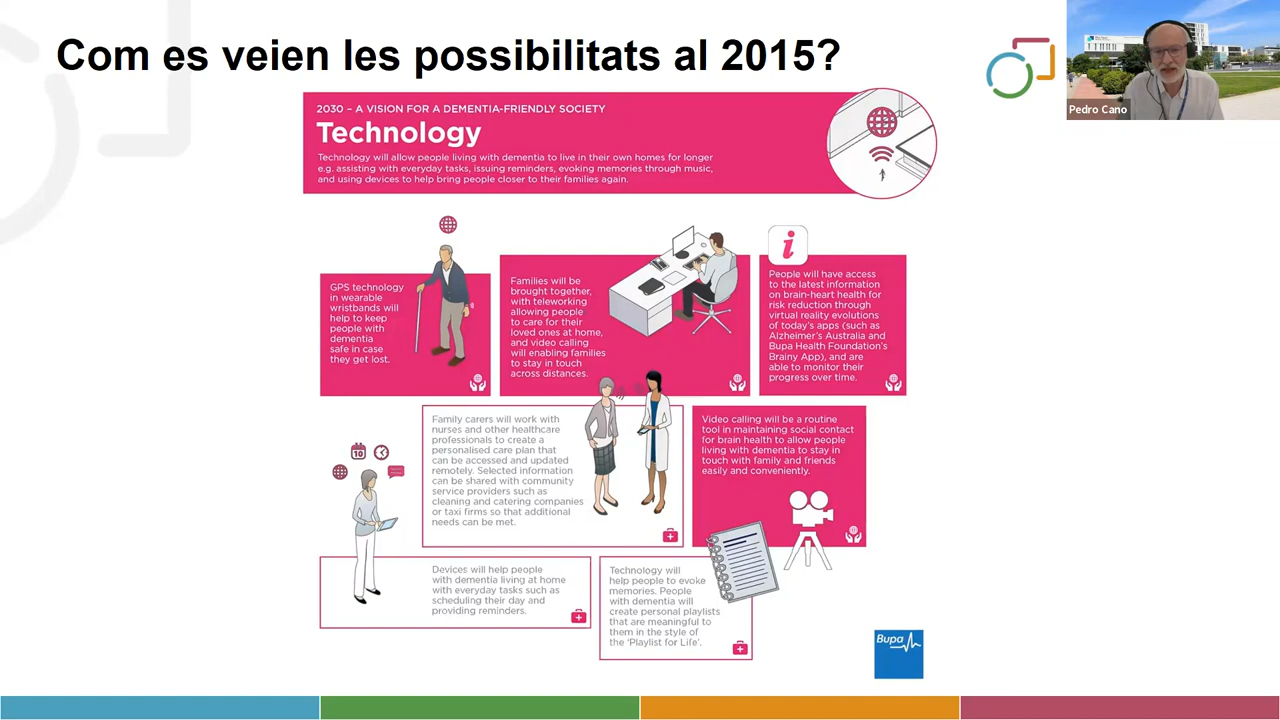 Com es veien les possibilitats al 2015?
Pedro Cano
2030 – A VISION FOR A DEMENTIA-FRIENDLY SOCIETY
Technology
Technology will allow people living with dementia to live in their own homes for longer
e.g. assisting with everyday tasks, issuing reminders, evoking memories through music,
and using devices to help bring people closer to their families again.
GPS technology
in wearable
wristbands will
help to keep
people with
dementia
safe in case
they get lost.
Families will be
brought together,
with teleworking
allowing people
to care for their
loved ones at home,
and video calling
will enabling families
to stay in touch
across distances.
i
People will have access
to the latest information
on brain-heart health for
risk reduction through
virtual reality evolutions
of today's apps (such as
Alzheimer's Australia and
Bupa Health Foundation's
Brainy App), and are
able to monitor their
progress over time.
Family carers will work with
nurses and other healthcare
professionals to create a
personalised care plan that
can be accessed and updated
remotely. Selected information
can be shared with community
service providers such as
cleaning and catering companies
or taxi firms so that additional
needs can be met.
Video calling will be a routine
tool in maintaining social contact
for brain health to allow people
living with dementia to stay in
touch with family and friends
easily and conveniently.
10
Devices will help people
with dementia living at home
with everyday tasks such as
scheduling their day and
providing reminders.
Technology will
help people to evoke
memories. People
with dementia will
create personal playlists
that are meaningful to
them in the style of
the 'Playlist for Life'.
Bupa